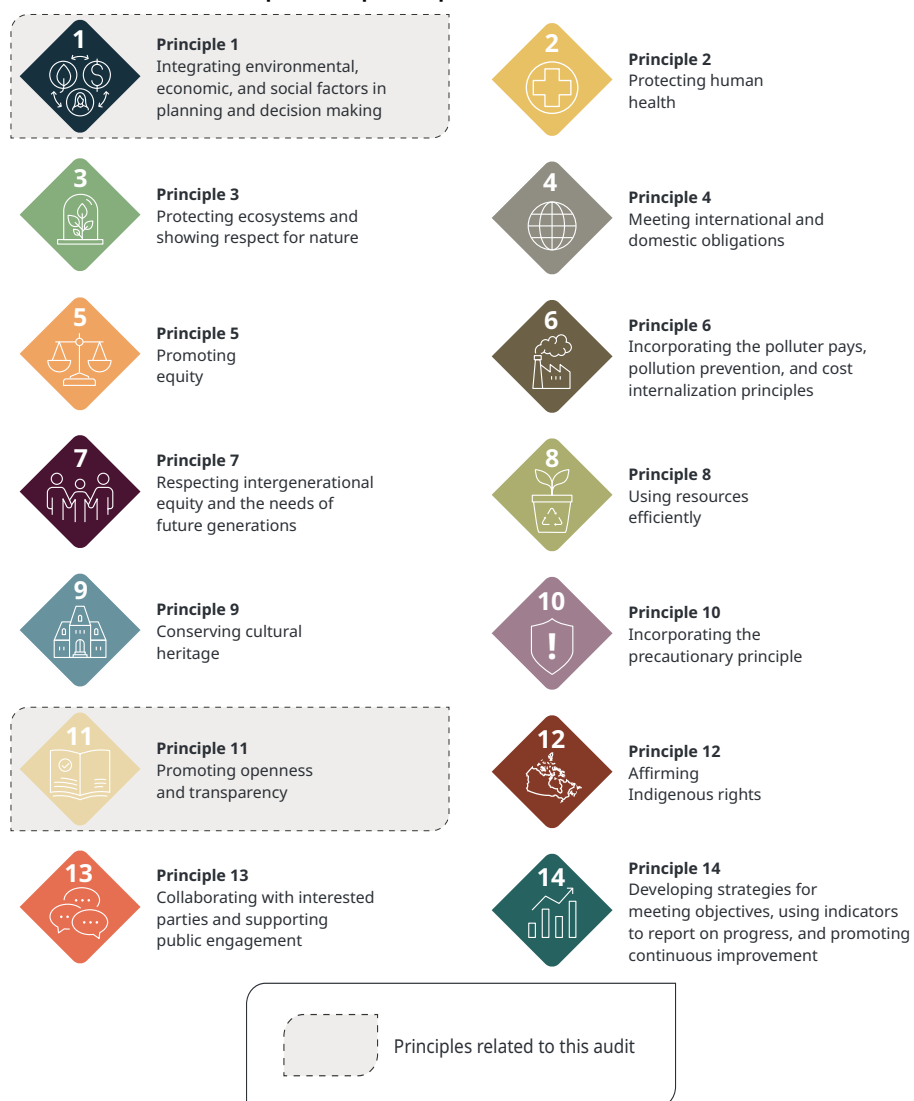 1
Principle 1
Integrating environmental,
economic, and social factors in
planning and decision making
2
Principle 2
Protecting human
health
3
Principle 3
Protecting ecosystems and
showing respect for nature
4
Principle 4
Meeting international and
domestic obligations
5
Principle 5
Promoting
equity
6
Principle 6
Incorporating the polluter pays,
pollution prevention, and cost
internalization principles
7
Principle 7
Respecting intergenerational
equity and the needs of
future generations
8
Principle 8
Using resources
efficiently
9
Principle 9
Conserving cultural
heritage
10
Principle 10
Incorporating the
precautionary principle
11
Principle 11
Promoting openness
and transparency
12
Principle 12
Affirming
Indigenous rights
13
Principle 13
Collaborating with interested
parties and supporting
public engagement
14
Principle 14
Developing strategies for
meeting objectives, using indicators
to report on progress, and promoting
continuous improvement
Principles related to this audit